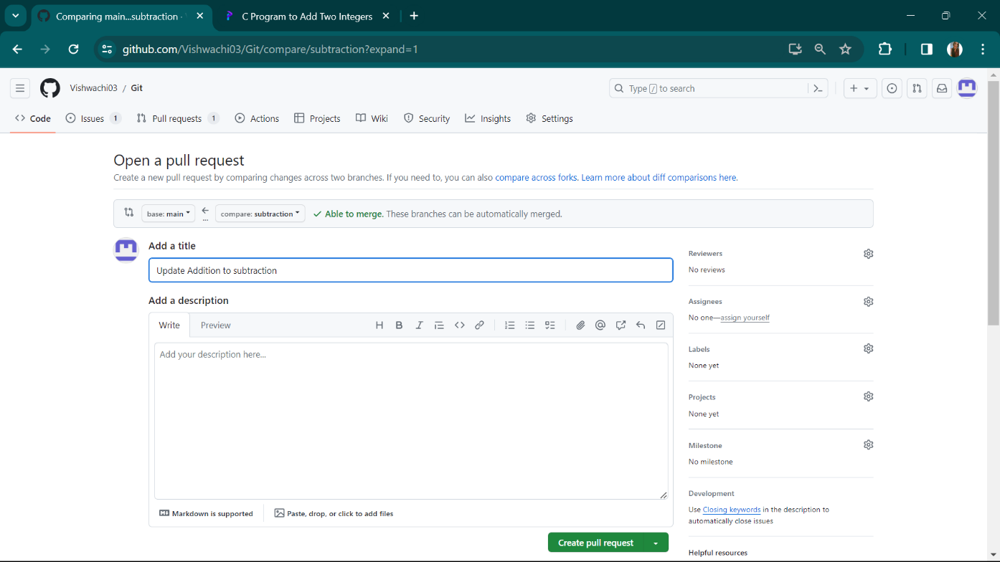 Comparing main...subtraction ·
C Program to Add Two Integers
github.com/Vishwachi03/Git/compare/subtraction?expand=1
Vishwachi03 / Git
Type / to search
Code Issues 1 Pull requests 1 Actions Projects Wiki Security Insights Settings
Open a pull request
Create a new pull request by comparing changes across two branches. If you need to, you can also compare across forks. Learn more about diff comparisons here.
base: main ... compare: subtraction Able to merge. These branches can be automatically merged.
Add a title
Update Addition to subtraction
Add a description
Write Preview H B I
Add your description here...
Markdown is supported Paste, drop, or click to add files
Create pull request
Reviewers
No reviews
Assignees
No one—assign yourself
Labels
None yet
Projects
None yet
Milestone
No milestone
Development
Use Closing keywords in the description to
automatically close issues
Helpful resources